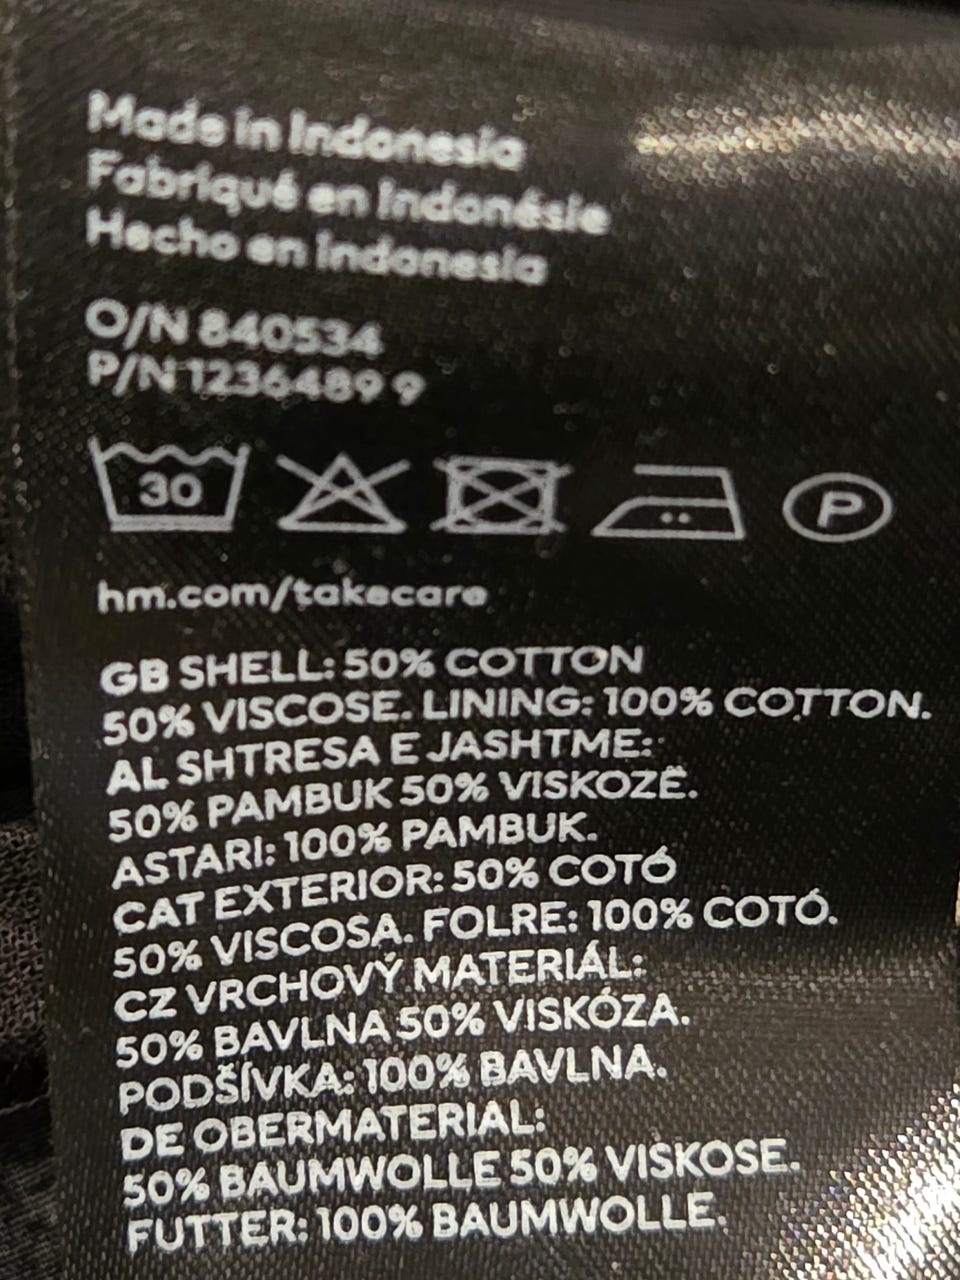 Made in Indonesia
Fabriqué en Indonésie
Hecho en Indonesia
O/N 840534
P/N 1236489 9
30 P
hm.com/takecare
GB SHELL: 50% COTTON
50% VISCOSE. LINING: 100% COTTON.
AL SHTRESA E JASHTME:
50% PAMBUK 50% VISKOZË.
ASTARI: 100% PAMBUK.
CAT EXTERIOR: 50% COTÓ
50% VISCOSA. FOLRE: 100% COTÓ.
CZ VRCHOVÝ MATERIÁL:
50% BAVLNA 50% VISKÓZA.
PODŠÍVKA: 100% BAVLNA.
DE OBERMATERIAL:
50% BAUMWOLLE 50% VISKOSE.
FUTTER: 100% BAUMWOLLE.